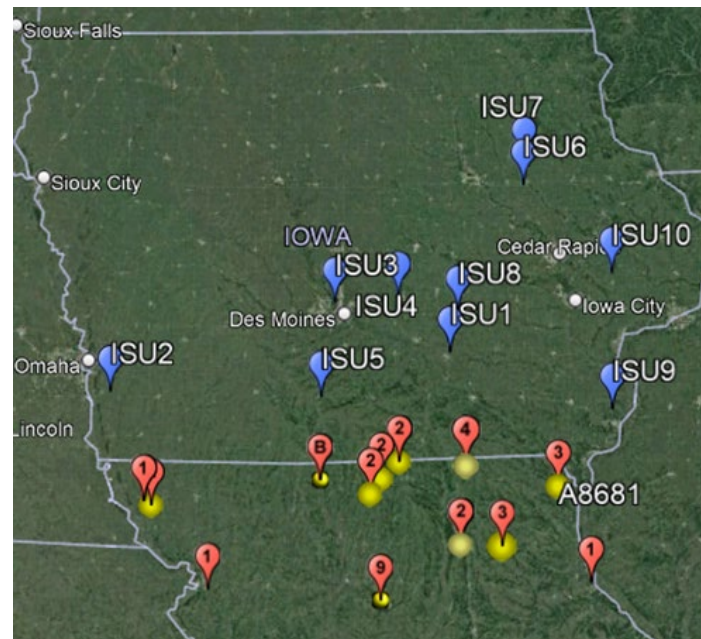 Sioux Falls
ISU7
ISU6
Sioux City
IOWA
Cedar Rapi
ISU10
ISU3
ISU8
ISU4
Iowa City
Des Moines
ISU1
Omaha
ISU2
ISU5
ISU9
Lincoln
2
4
B
2
3
1
2
A8681
2
3
1
9
1